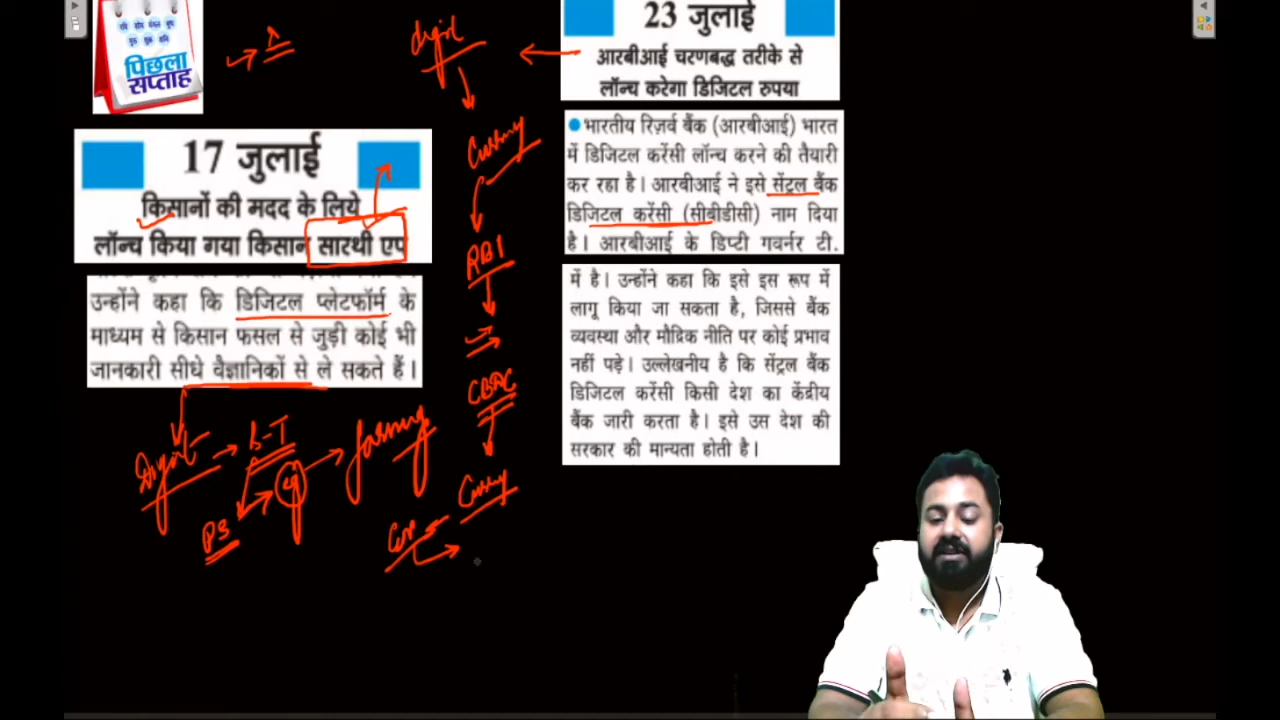 पिछला
सप्ताह
17 जुलाई
किसानों की मदद के लिये
लॉन्च किया गया किसान सारथी एप
उन्होंने कहा कि डिजिटल प्लेटफॉर्म के
माध्यम से किसान फसल से जुड़ी कोई भी
जानकारी सीधे वैज्ञानिकों से ले सकते हैं।
farming
PS
Currency
RBI
CBDC
23 जुलाई
आरबीआई चरणबद्ध तरीके से
लॉन्च करेगा डिजिटल रुपया
भारतीय रिज़र्व बैंक (आरबीआई) भारत
में डिजिटल करेंसी लॉन्च करने की तैयारी
कर रहा है। आरबीआई ने इसे सेंट्रल बैंक
डिजिटल करेंसी (सीबीडीसी) नाम दिया
है। आरबीआई के डिप्टी गवर्नर टी.
में है। उन्होंने कहा कि इसे इस रूप में
लागू किया जा सकता है, जिससे बैंक
व्यवस्था और मौद्रिक नीति पर कोई प्रभाव
नहीं पड़े। उल्लेखनीय है कि सेंट्रल बैंक
डिजिटल करेंसी किसी देश का केंद्रीय
बैंक जारी करता है। इसे उस देश की
सरकार की मान्यता होती है।